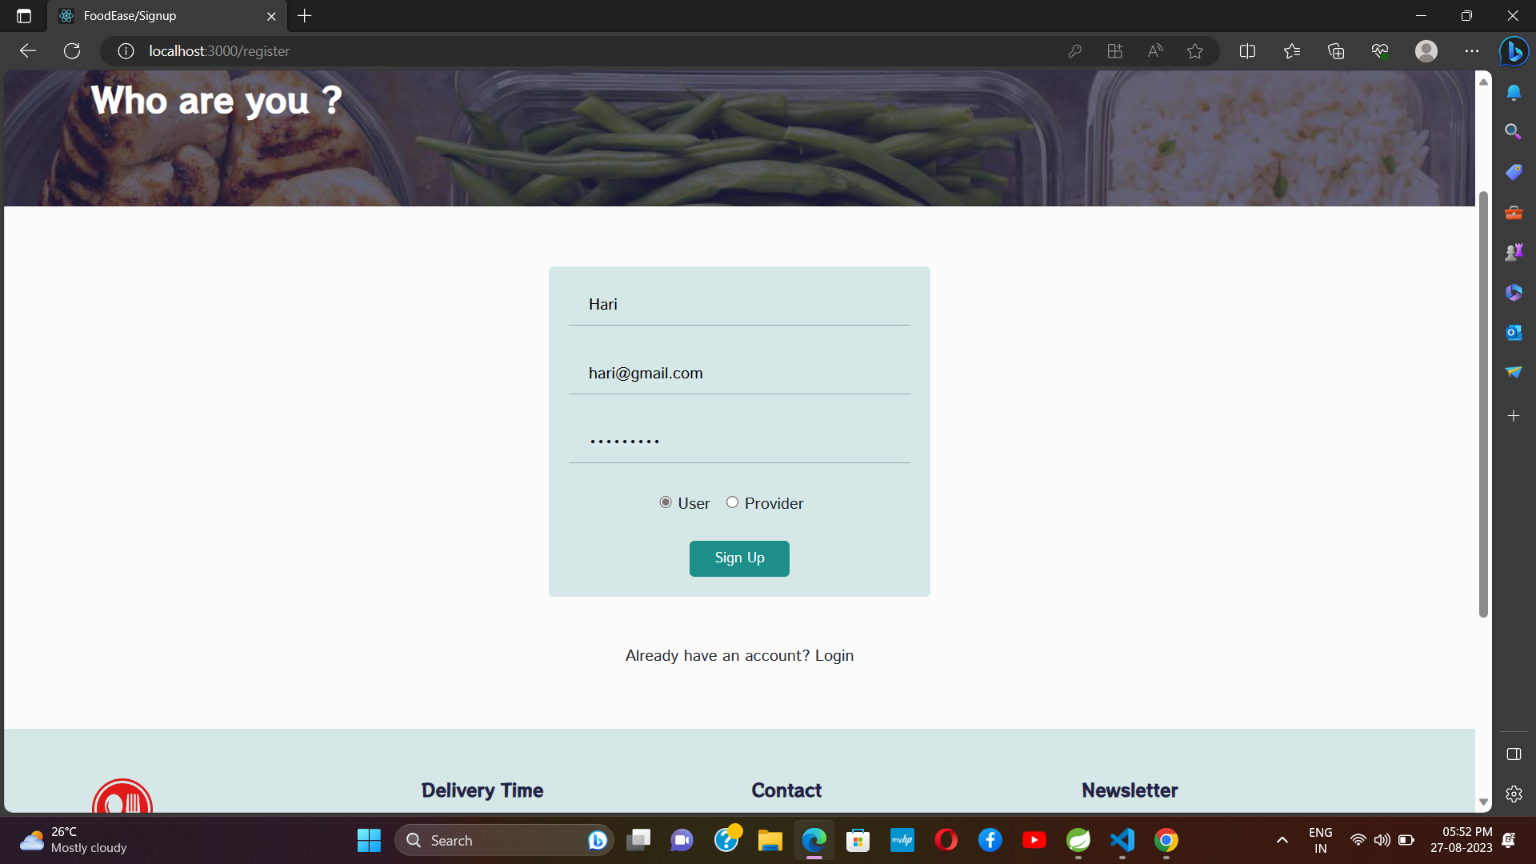 FoodEase/Signup
localhost:3000/register
Who are you ?
Hari
hari@gmail.com
•••••••••
User Provider
Sign Up
Already have an account? Login
Delivery Time Contact Newsletter
26°C
Mostly cloudy
Search
myhp
ENG
IN
05:52 PM
27-08-2023